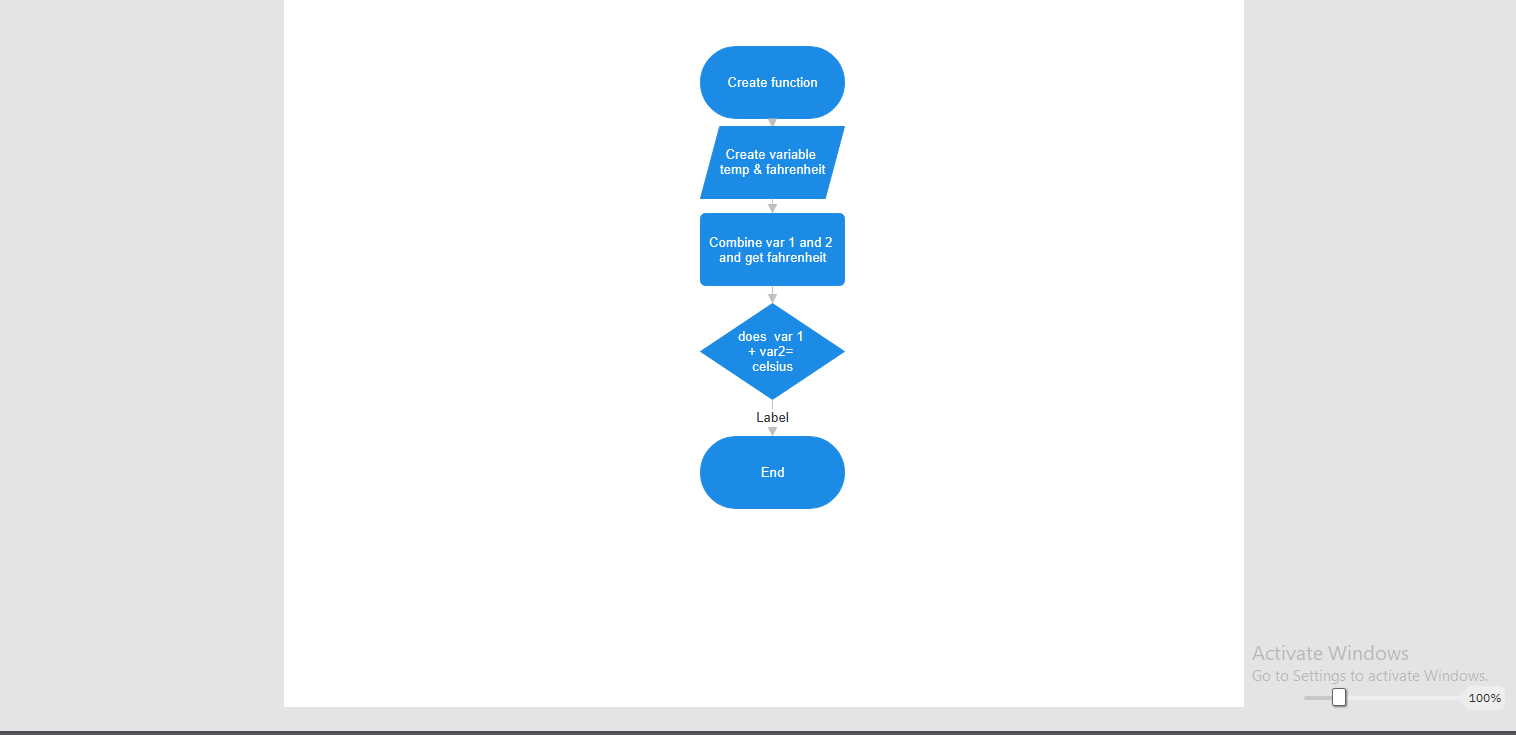 Create function
Create variable
temp & fahrenheit
Combine var 1 and 2
and get fahrenheit
does var 1
+ var2=
celsius
Label
End
Activate Windows
Go to Settings to activate Windows.
100%